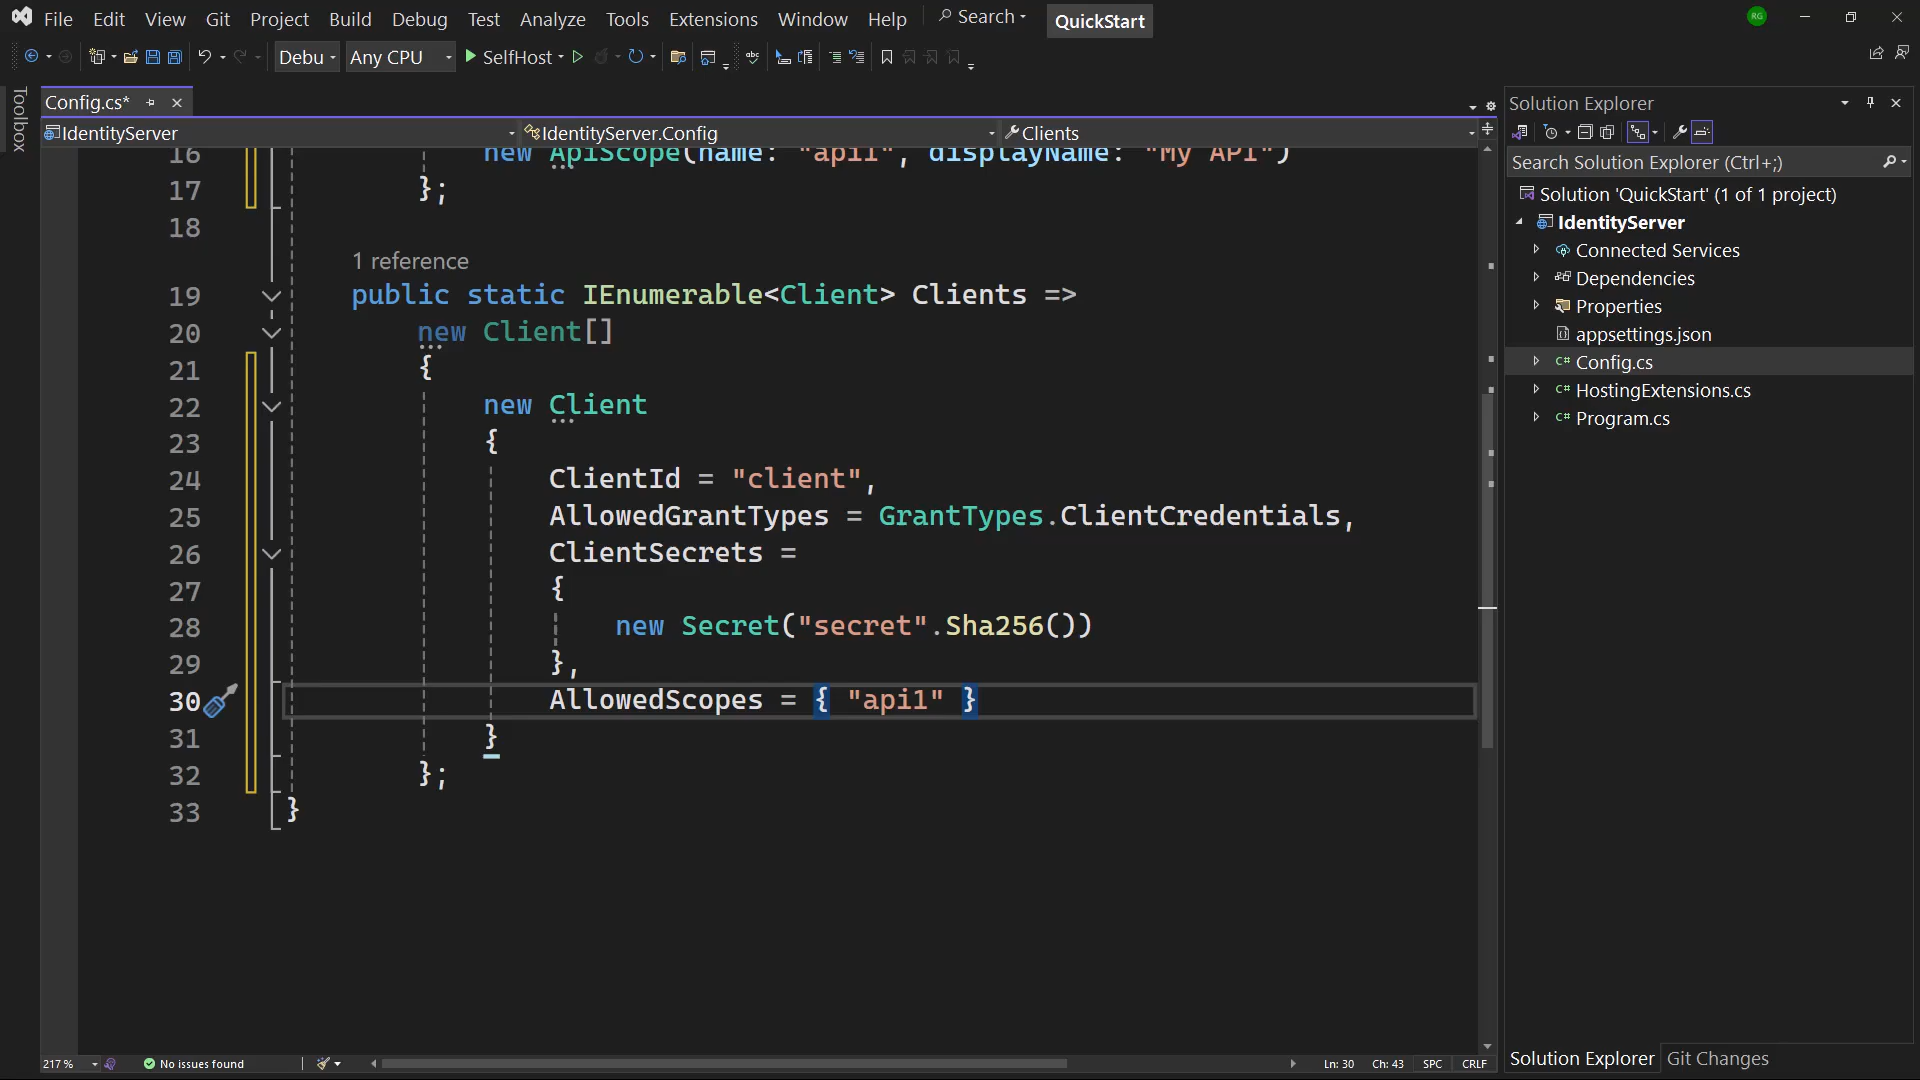 File Edit View Git Project Build Debug Test Analyze Tools Extensions Window Help Search QuickStart RG
Debu Any CPU SelfHost
Toolbox
Config.cs*
IdentityServer IdentityServer.Config Clients
16 new ApiScope(name: "api1", displayName: "My API")
17 };
18
1 reference
19 public static IEnumerable<Client> Clients =>
20 new Client[]
21 {
22 new Client
23 {
24 ClientId = "client",
25 AllowedGrantTypes = GrantTypes.ClientCredentials,
26 ClientSecrets =
27 {
28 new Secret("secret".Sha256())
29 },
30 AllowedScopes = { "api1" }
31 }
32 };
33 }
217 % No issues found Ln: 30 Ch: 43 SPC CRLF
Solution Explorer
Search Solution Explorer (Ctrl+;)
Solution 'QuickStart' (1 of 1 project)
IdentityServer
Connected Services
Dependencies
Properties
appsettings.json
C# Config.cs
C# HostingExtensions.cs
C# Program.cs
Solution Explorer Git Changes